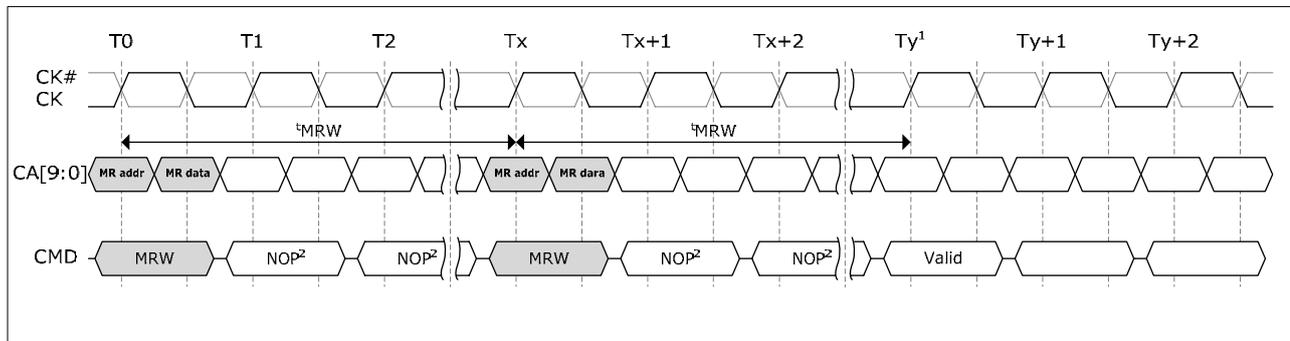 T0 T1 T2 Tx Tx+1 Tx+2 Ty¹ Ty+1 Ty+2
CK#
CK
ᵗMRW ᵗMRW
CA[9:0] MR addr MR data MR addr MR dara
CMD MRW NOP² NOP² MRW NOP² NOP² Valid